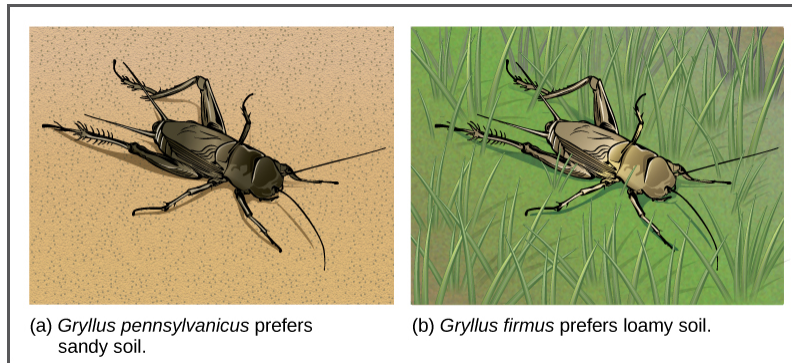 (a) Gryllus pennsylvanicus prefers
sandy soil.
(b) Gryllus firmus prefers loamy soil.